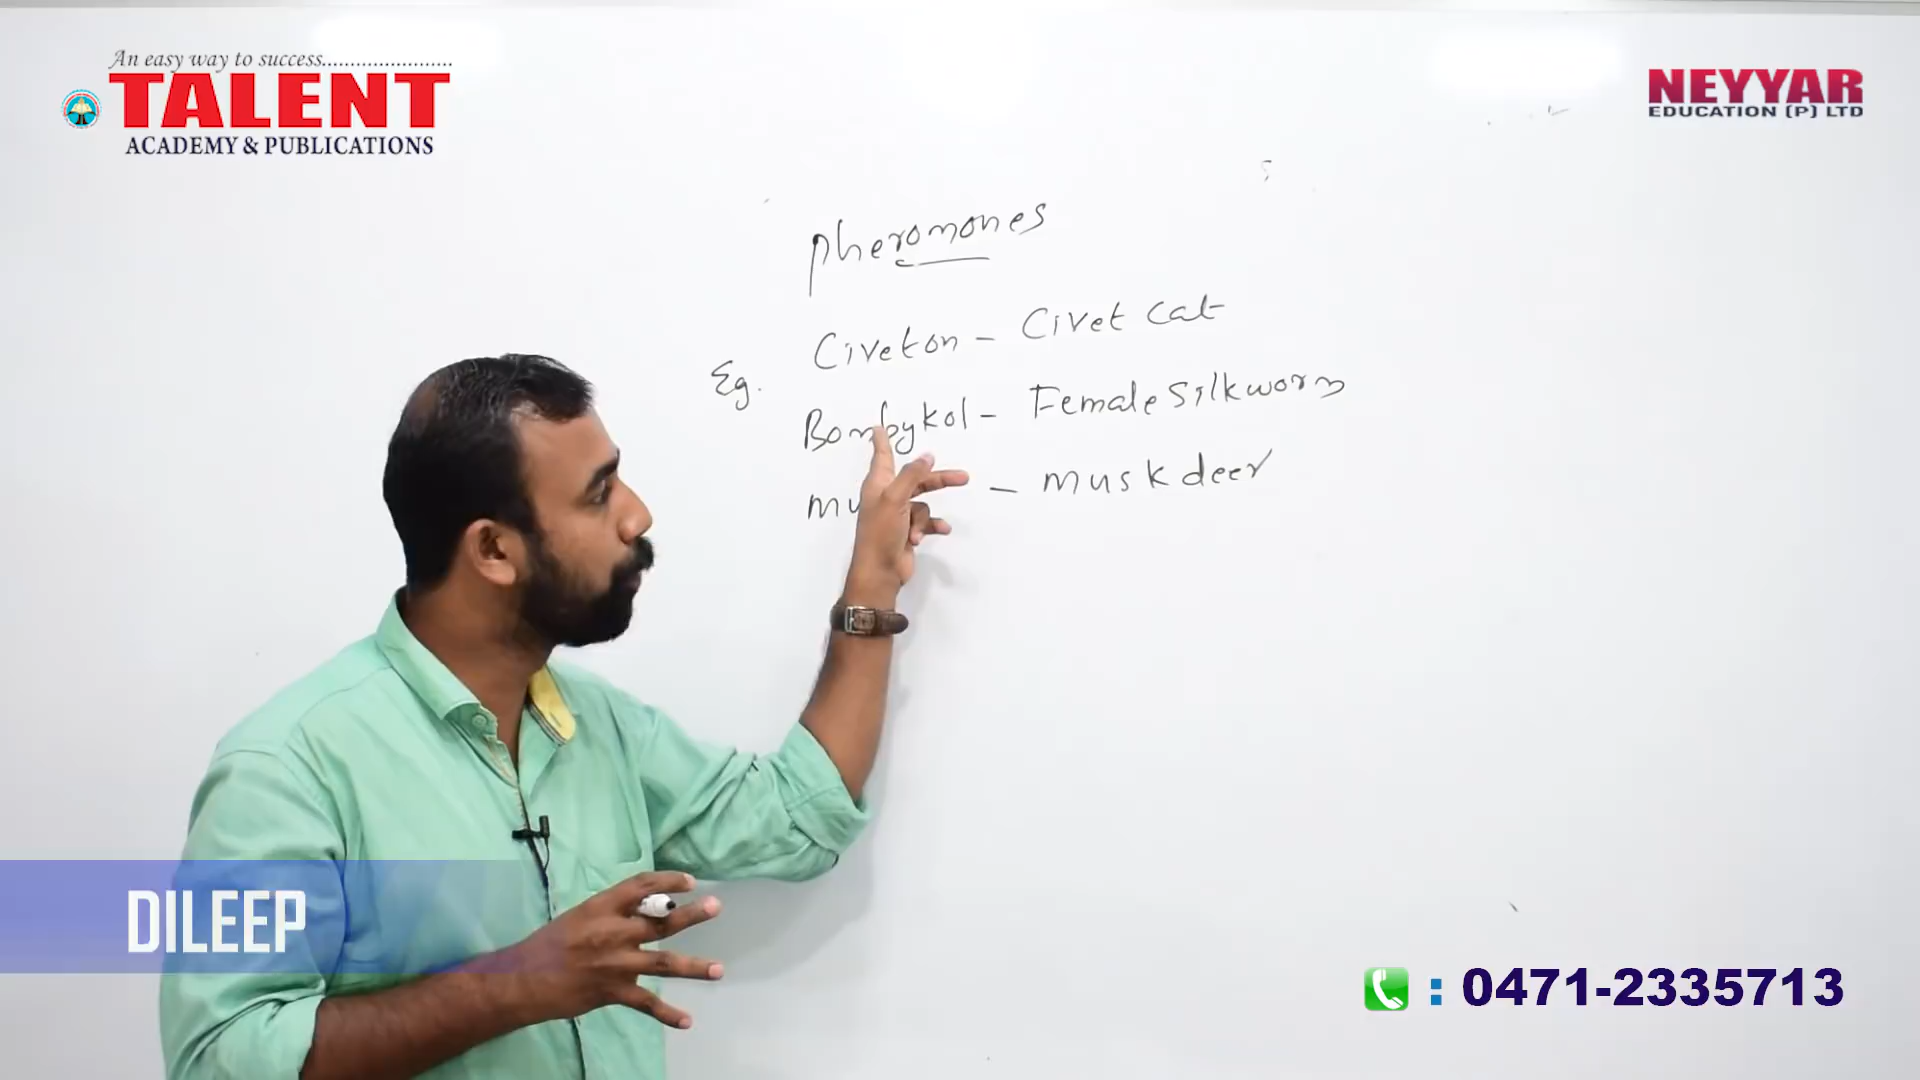 An easy way to success......................
TALENT
ACADEMY & PUBLICATIONS
NEYYAR
EDUCATION (P) LTD
Pheromones
Eg.
Civeton - Civet cat
Bombykol - Female silkworm
- musk deer
DILEEP
: 0471-2335713